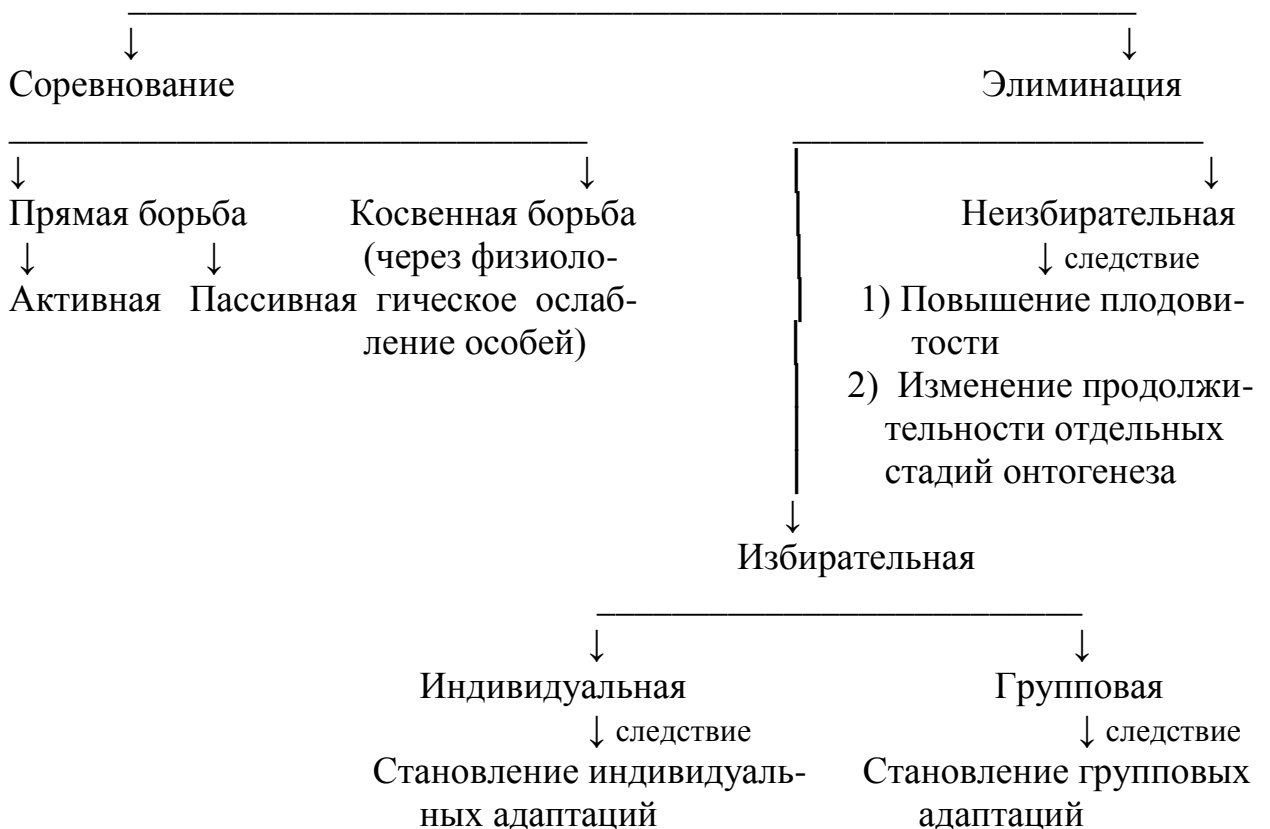 Соревнование Элиминация
Прямая борьба Косвенная борьба Неизбирательная
(через физиоло- ↓ следствие
Активная Пассивная гическое ослаб- 1) Повышение плодови-
ление особей) тости
2) Изменение продолжи-
тельности отдельных
стадий онтогенеза
Избирательная
Индивидуальная Групповая
↓ следствие ↓ следствие
Становление индивидуаль- Становление групповых
ных адаптаций адаптаций